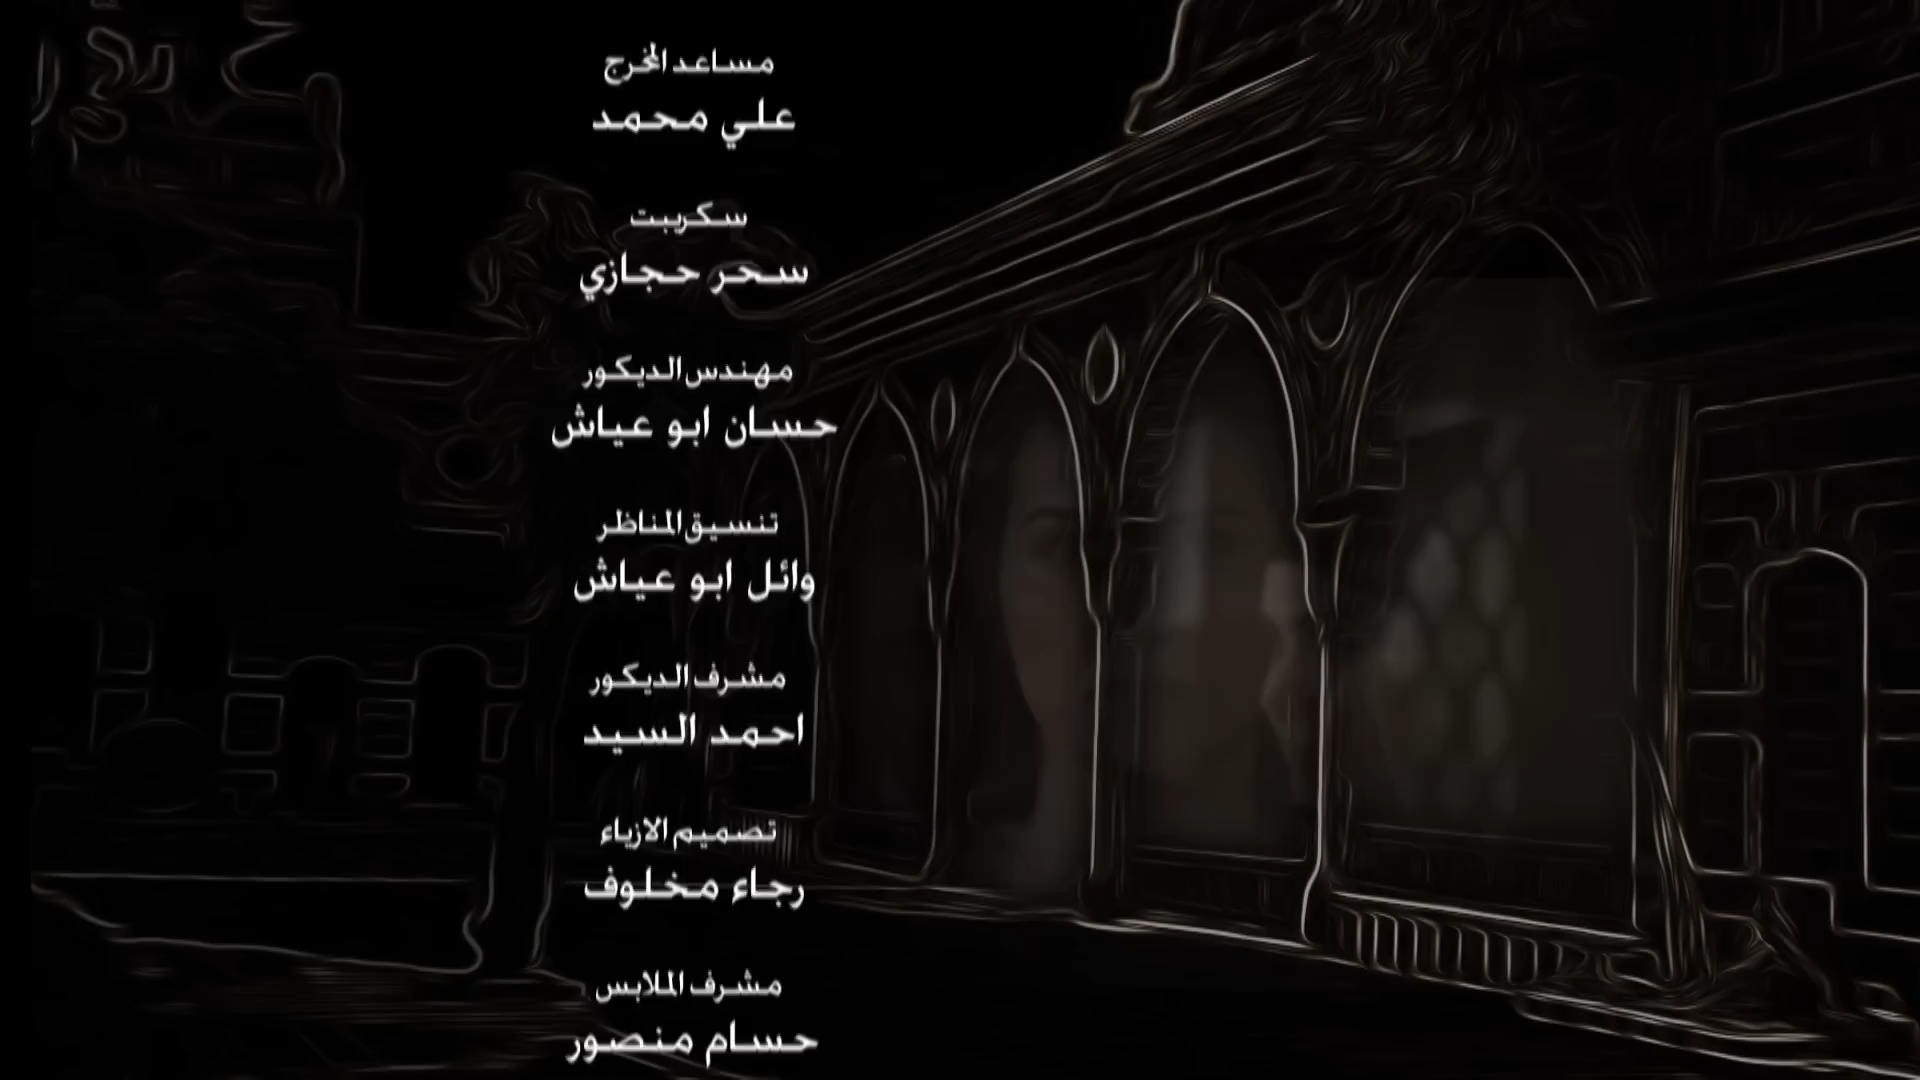 مساعد المخرج
علي محمد
سكريبت
سحر حجازي
مهندس الديكور
حسان ابو عياش
تنسيق المناظر
وائل ابو عياش
مشرف الديكور
احمد السيد
تصميم الازياء
رجاء مخلوف
مشرف الملابس
حسام منصور